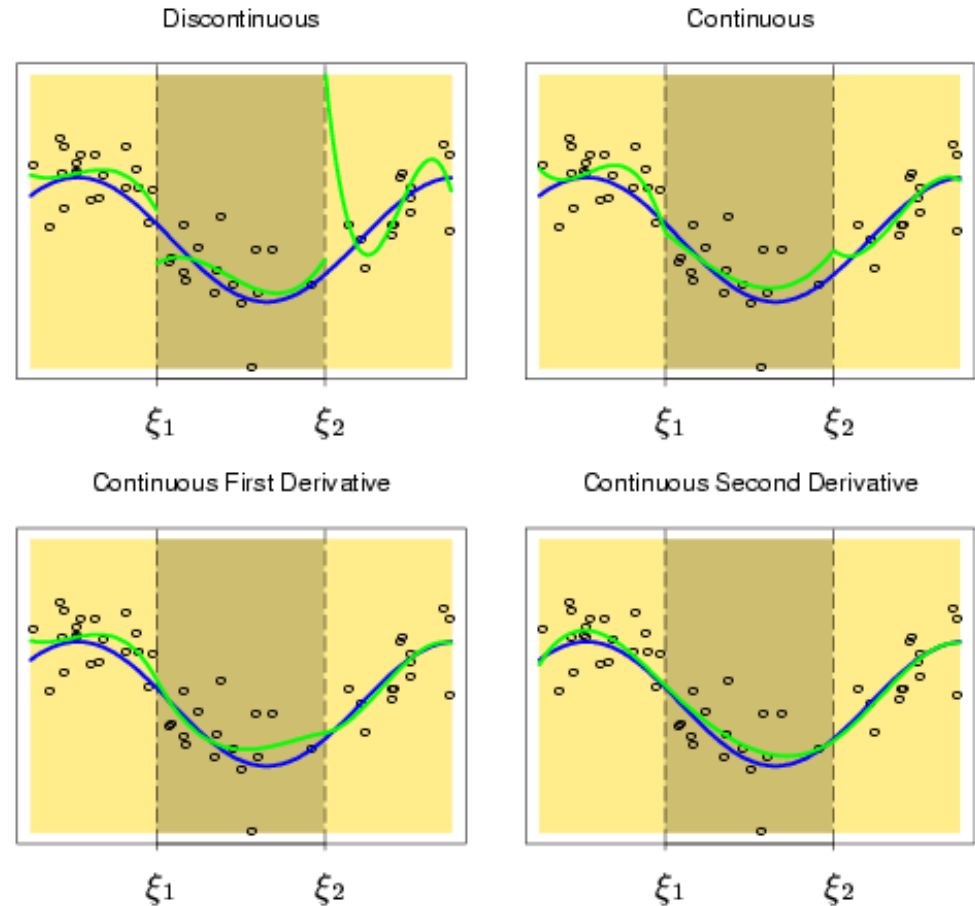 Discontinuous
Continuous
ξ1 ξ2
ξ1 ξ2
Continuous First Derivative
Continuous Second Derivative
ξ1 ξ2
ξ1 ξ2